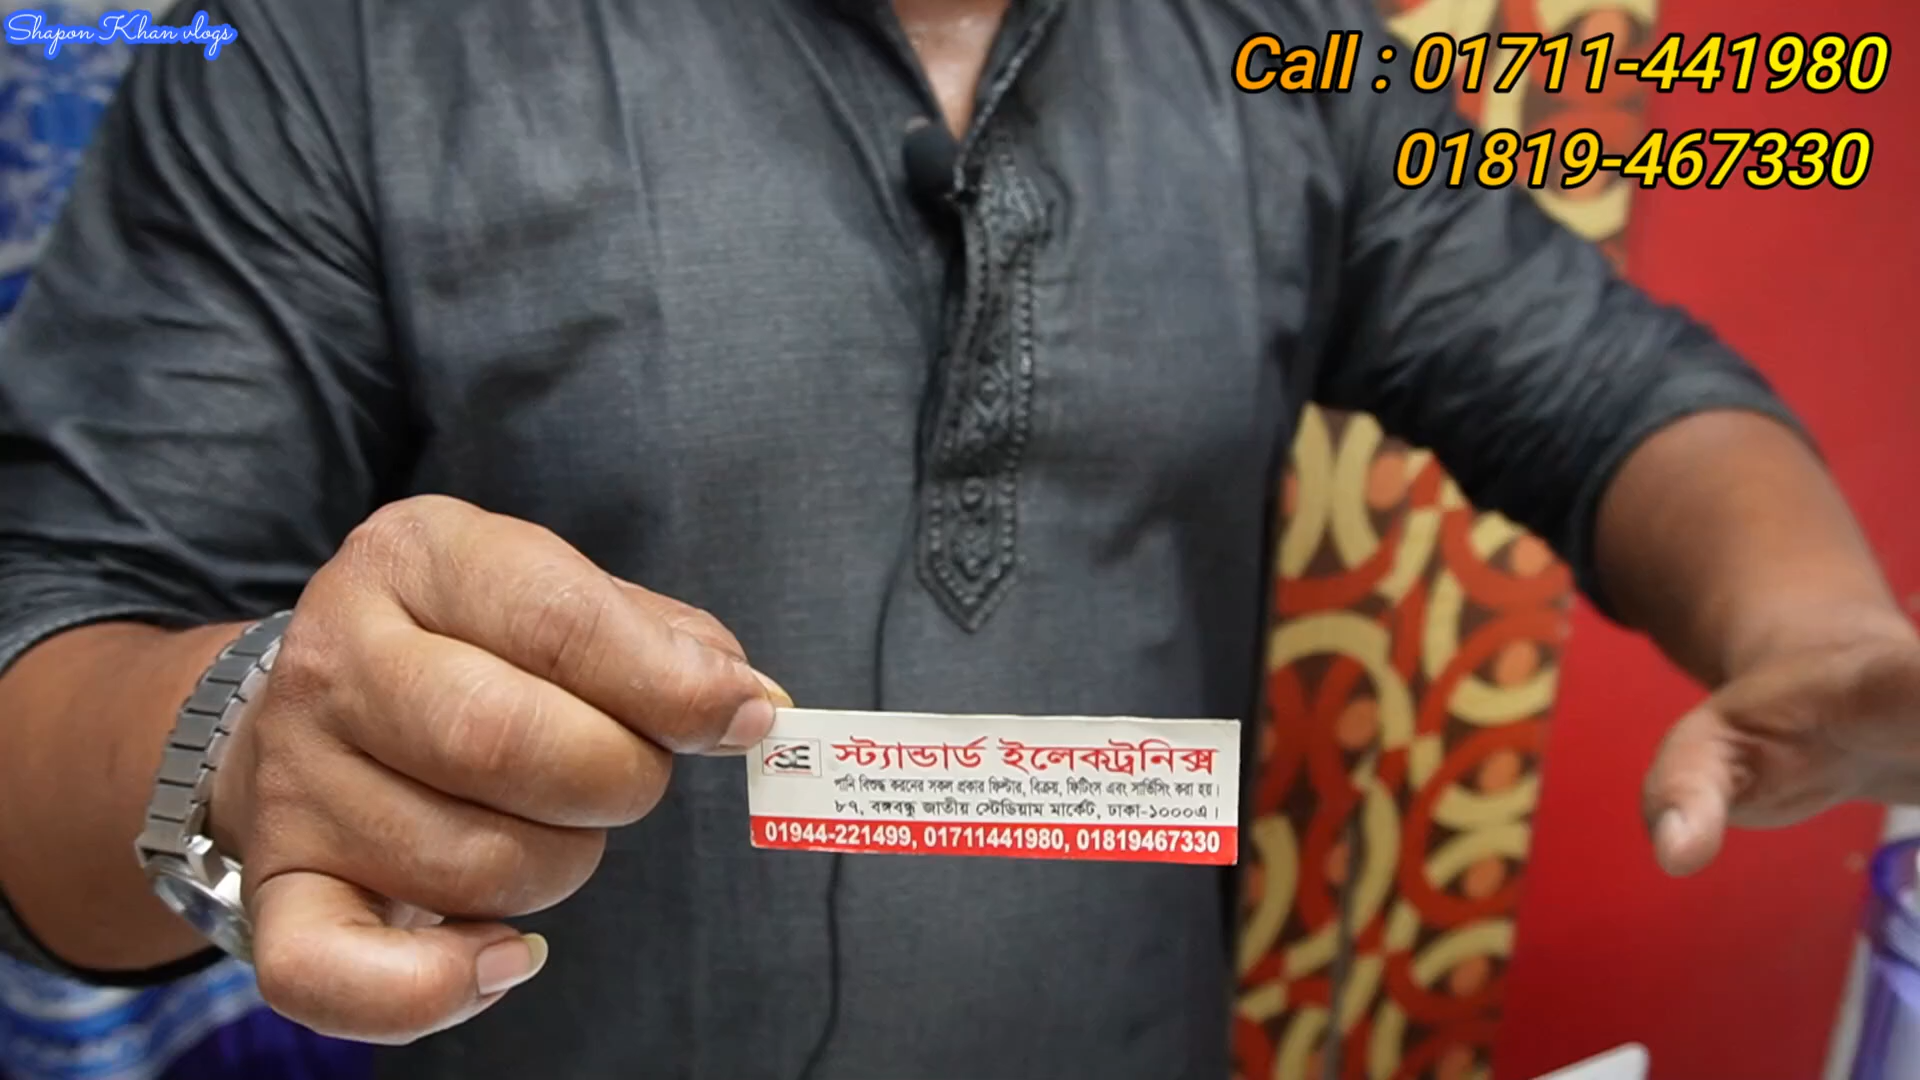 Shapon Khan vlogs
Call : 01711-441980
01819-467330
SE
স্ট্যান্ডার্ড ইলেকট্রনিক্স
পানি বিশুদ্ধ করনের সকল প্রকার ফিল্টার, বিক্রয়, ফিটিংস এবং সার্ভিসিং করা হয়।
৮৭, বঙ্গবন্ধু জাতীয় স্টেডিয়াম মার্কেট, ঢাকা-১০০০এ।
01944-221499, 01711441980, 01819467330